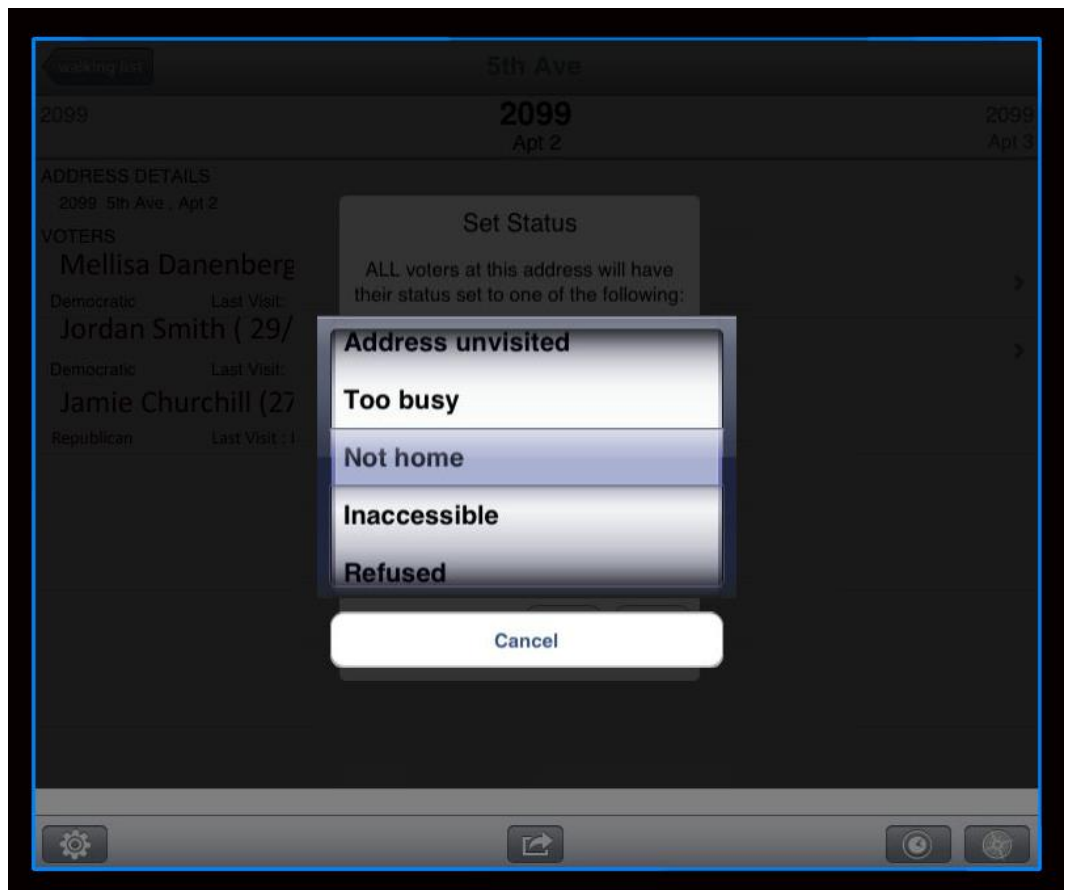 walking list
5th Ave
2099
2099
2099
Apt 2
Apt 3
ADDRESS DETAILS
2099 5th Ave , Apt 2
VOTERS
Mellisa Danenberg
Democratic Last Visit:
Jordan Smith ( 29/
Democratic Last Visit:
Jamie Churchill (27
Republican Last Visit :
Set Status
ALL voters at this address will have
their status set to one of the following:
Address unvisited
Too busy
Not home
Inaccessible
Refused
Cancel